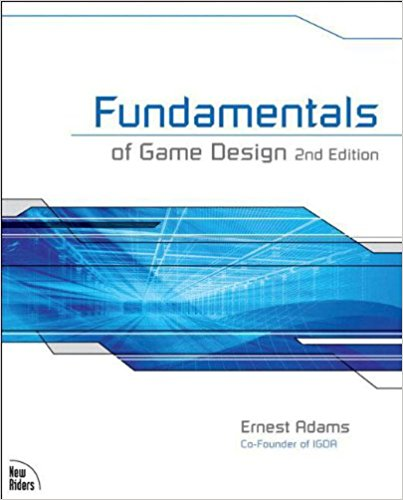 Fundamentals
of Game Design 2nd Edition
Ernest Adams
Co-Founder of IGDA
New
Riders